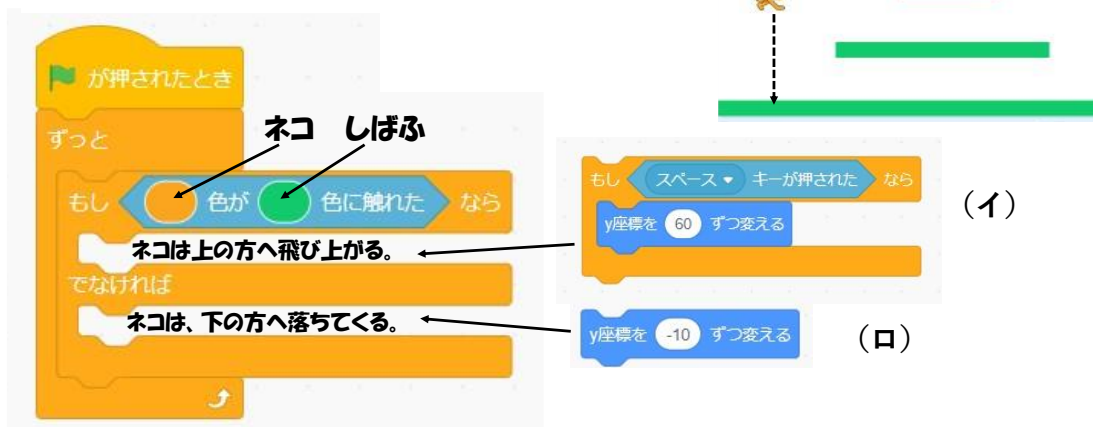 が押されたとき
ずっと
ネコ しばふ
もし 色が 色に触れた なら
ネコは上の方へ飛び上がる。
でなければ
ネコは、下の方へ落ちてくる。
もし スペース キーが押された なら
y座標を 60 ずつ変える
(イ)
y座標を -10 ずつ変える
(ロ)